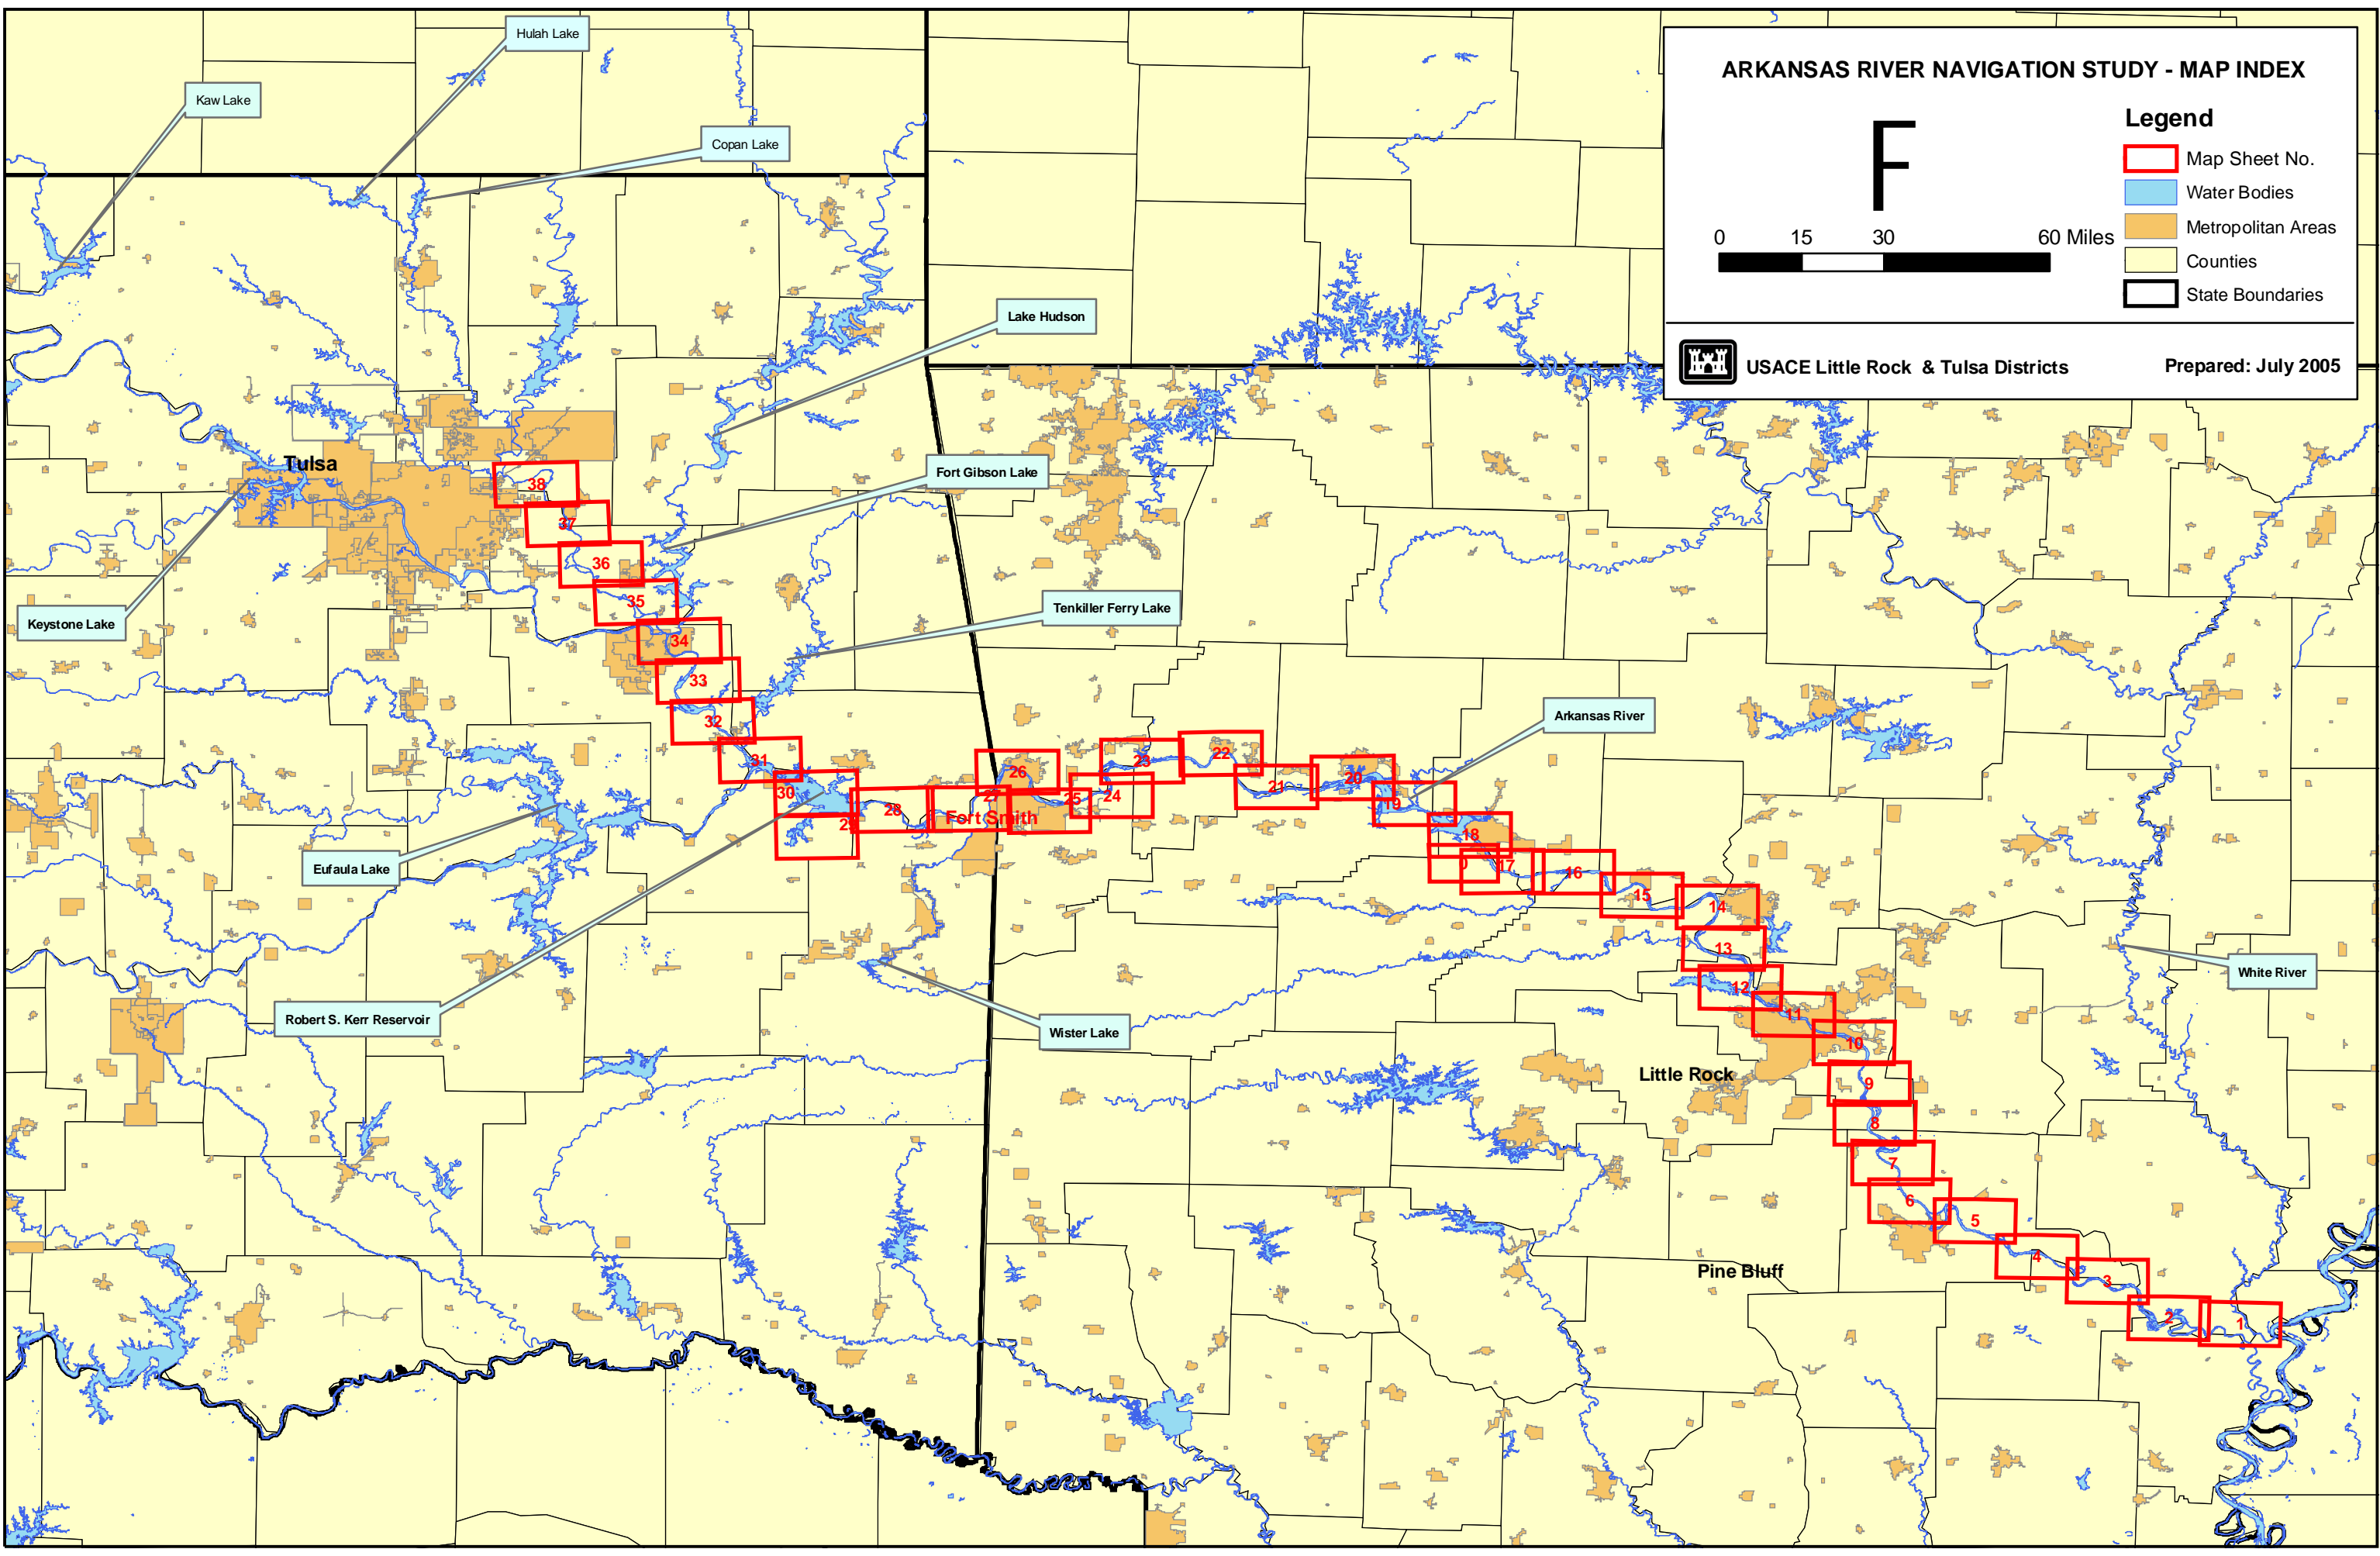 ARKANSAS RIVER NAVIGATION STUDY - MAP INDEX
F
0 15 30 60 Miles
Legend
Map Sheet No.
Water Bodies
Metropolitan Areas
Counties
State Boundaries
USACE Little Rock & Tulsa Districts
Prepared: July 2005
Hulah Lake
Kaw Lake
Copan Lake
Lake Hudson
Fort Gibson Lake
Tulsa
Keystone Lake
Tenkiller Ferry Lake
Arkansas River
Eufaula Lake
Fort Smith
Robert S. Kerr Reservoir
Wister Lake
White River
Little Rock
Pine Bluff
38
37
36
35
34
33
32
31
30
29
28
27
26
25
24
23
22
21
20
19
18
17
0
16
15
14
13
12
11
10
9
8
7
6
5
4
3
2
1